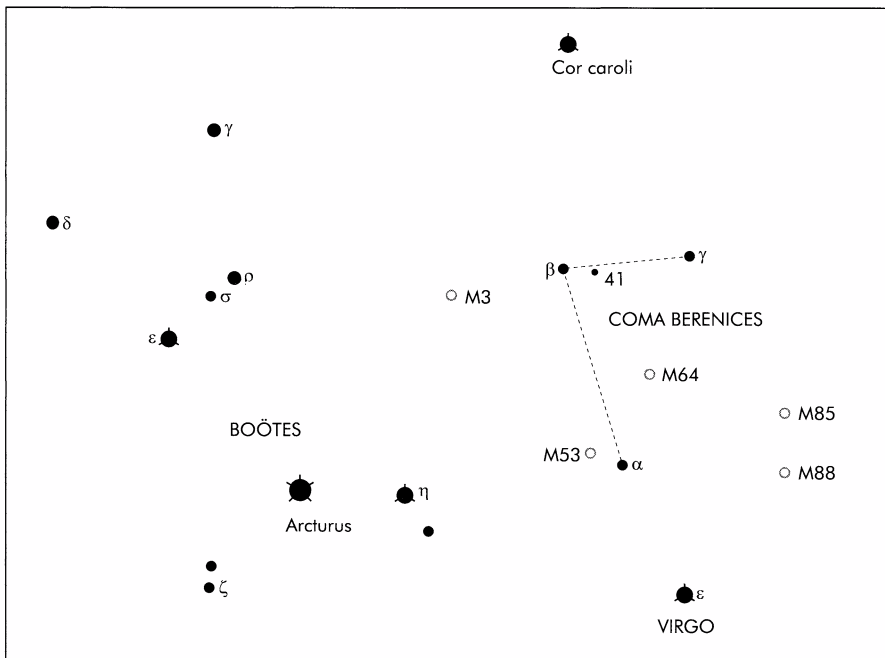 Cor caroli
γ
δ
γ
β
41
ρ
σ
M3
COMA BERENICES
ε
M64
M85
BOÖTES
M53
α
M88
η
Arcturus
ζ
ε
VIRGO